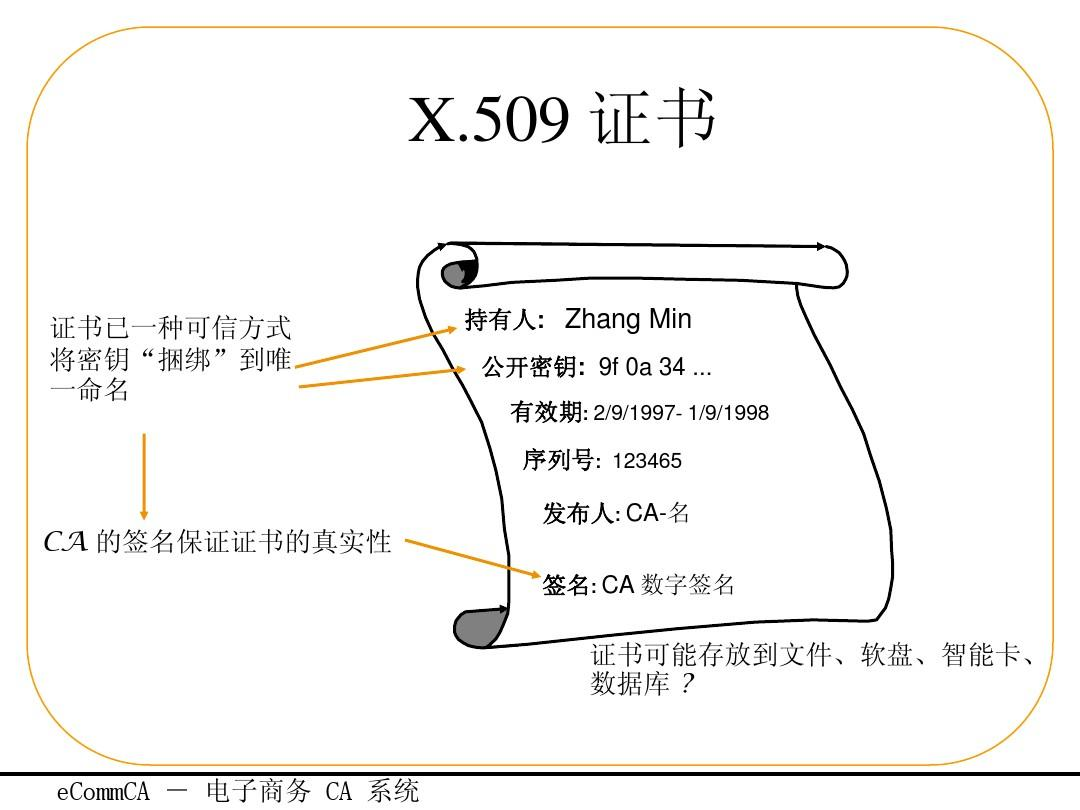 X.509 证书
证书已一种可信方式
将密钥“捆绑”到唯
一命名
持有人: Zhang Min
公开密钥: 9f 0a 34 ...
有效期: 2/9/1997- 1/9/1998
序列号: 123465
发布人: CA-名
CA 的签名保证证书的真实性
签名: CA 数字签名
证书可能存放到文件、软盘、智能卡、
数据库 ?
eCommCA － 电子商务 CA 系统